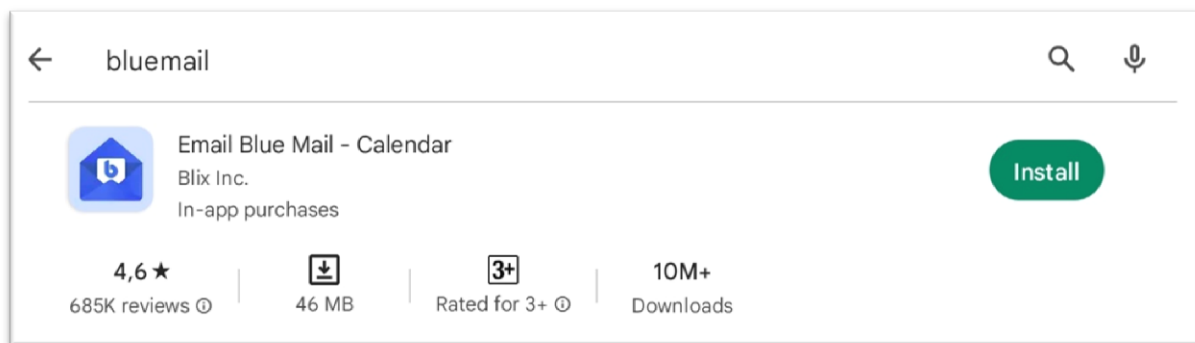 bluemail
Email Blue Mail - Calendar
Blix Inc.
In-app purchases
Install
4,6 ★
685K reviews
46 MB
3+
Rated for 3+
10M+
Downloads